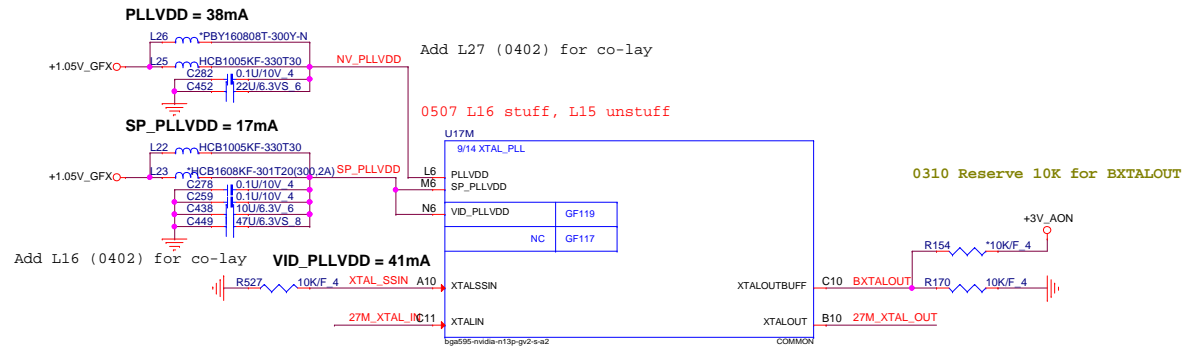 PLLVDD = 38mA
L26 *PBY160808T-300Y-N
Add L27 (0402) for co-lay
+1.05V_GFX L25 HCB1005KF-330T30 NV_PLLVDD
C282 0.1U/10V_4
C452 22U/6.3VS_6
0507 L16 stuff, L15 unstuff
SP_PLLVDD = 17mA
U17M
L22 HCB1005KF-330T30
9/14 XTAL_PLL
+1.05V_GFX L23 *HCB1608KF-301T20(300,2A) SP_PLLVDD
L6 PLLVDD
M6 SP_PLLVDD
0310 Reserve 10K for BXTALOUT
C278 0.1U/10V_4
C259 0.1U/10V_4
C438 10U/6.3V_6
C449 47U/6.3VS_8
N6 VID_PLLVDD GF119
NC GF117
+3V_AON
Add L16 (0402) for co-lay
VID_PLLVDD = 41mA
R154 *10K/F_4
R527 10K/F_4 XTAL_SSIN A10 XTALSSIN
XTALOUTBUFF C10 BXTALOUT R170 10K/F_4
27M_XTAL_IN C11 XTALIN
XTALOUT B10 27M_XTAL_OUT
bga595-nvidia-n13p-gv2-s-a2 COMMON